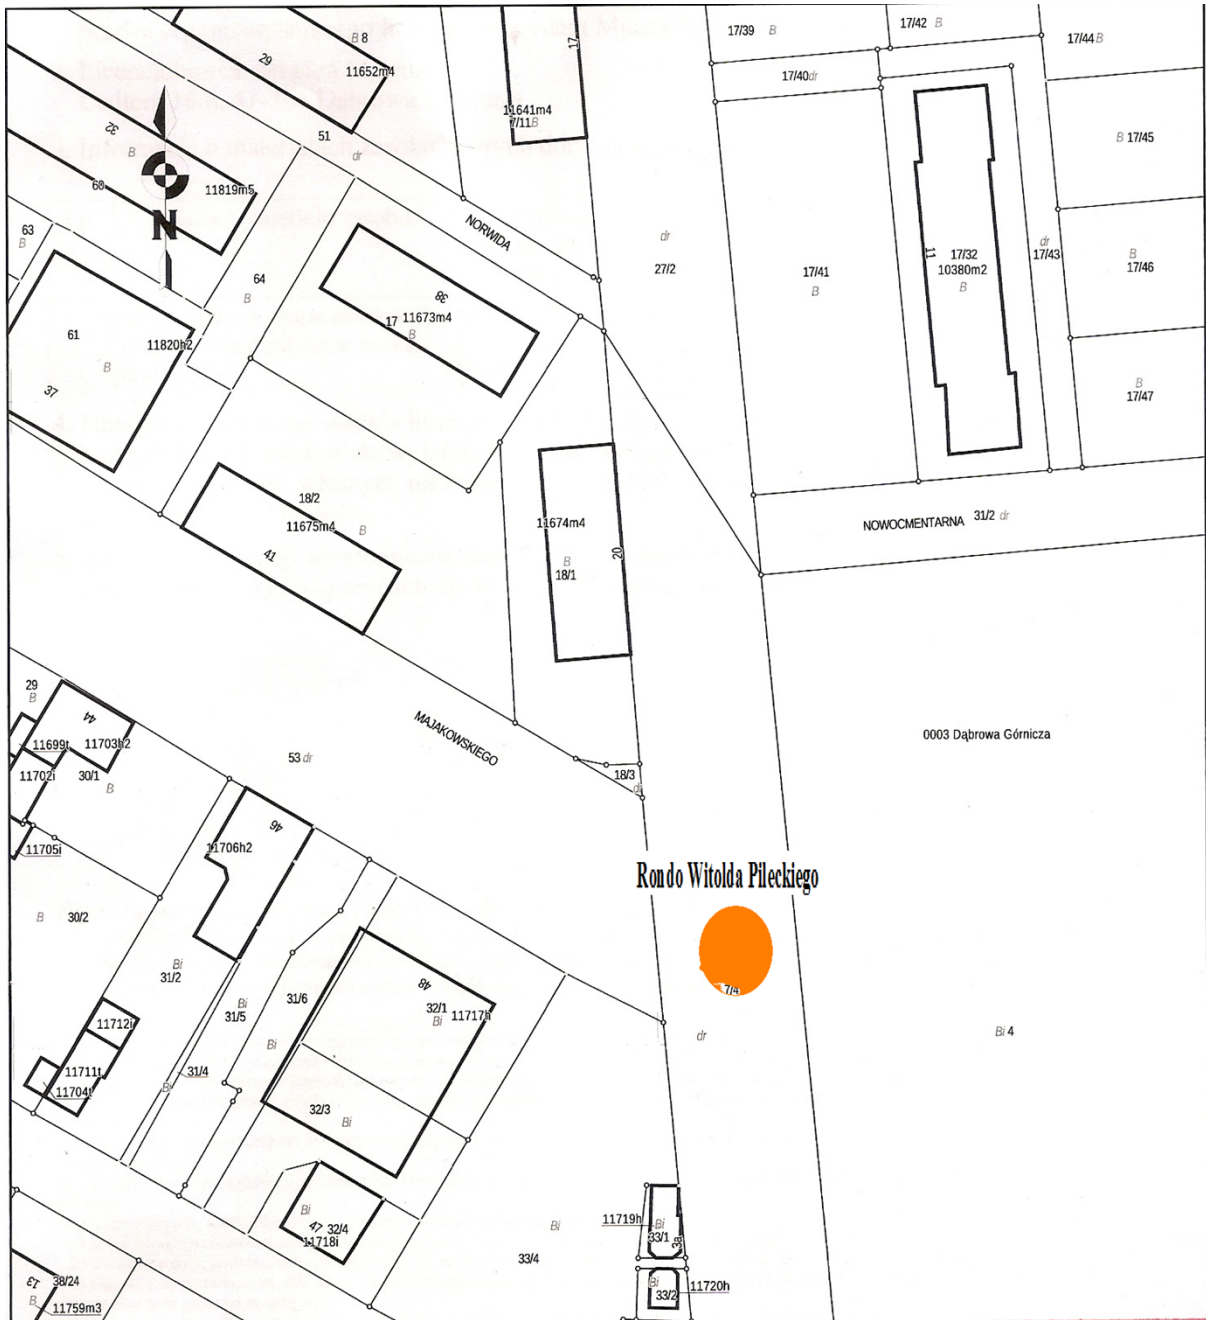 17/39 B
17/42 B
17/44 B
B 8
29
11652m4
17
11641m4
7/11 B
17/40 dr
B 17/45
51
dr
32
B
60
11819m5
N
NORWIDA
63
B
64
B
dr
27/2
17/41
B
11
17/32
10380m2
B
dr
17/43
B
17/46
61
B
37
11820h2
38
17 11673m4
B
B
17/47
18/2
11675m4
B
41
11674m4
B
18/1
20
NOWOCMENTARNA 31/2 dr
29
B
44
11699t
11703h2
11702i
30/1
B
11705i
MAJAKOWSKIEGO
53 dr
18/3
dr
0003 Dąbrowa Górnicza
46
11706h2
Rondo Witolda Pileckiego
B 30/2
Bi
31/2
Bi
31/5
31/6
Bi
48
32/1 11717h
Bi
7/4
dr
Bi 4
11712i
11711t
11704t
31/4
Bi
32/3
Bi
Bi
47 32/4
11718i
Bi
33/4
11719h
Bi
33/1
3a
Bi
33/2
11720h
13
38/24
B
11759m3